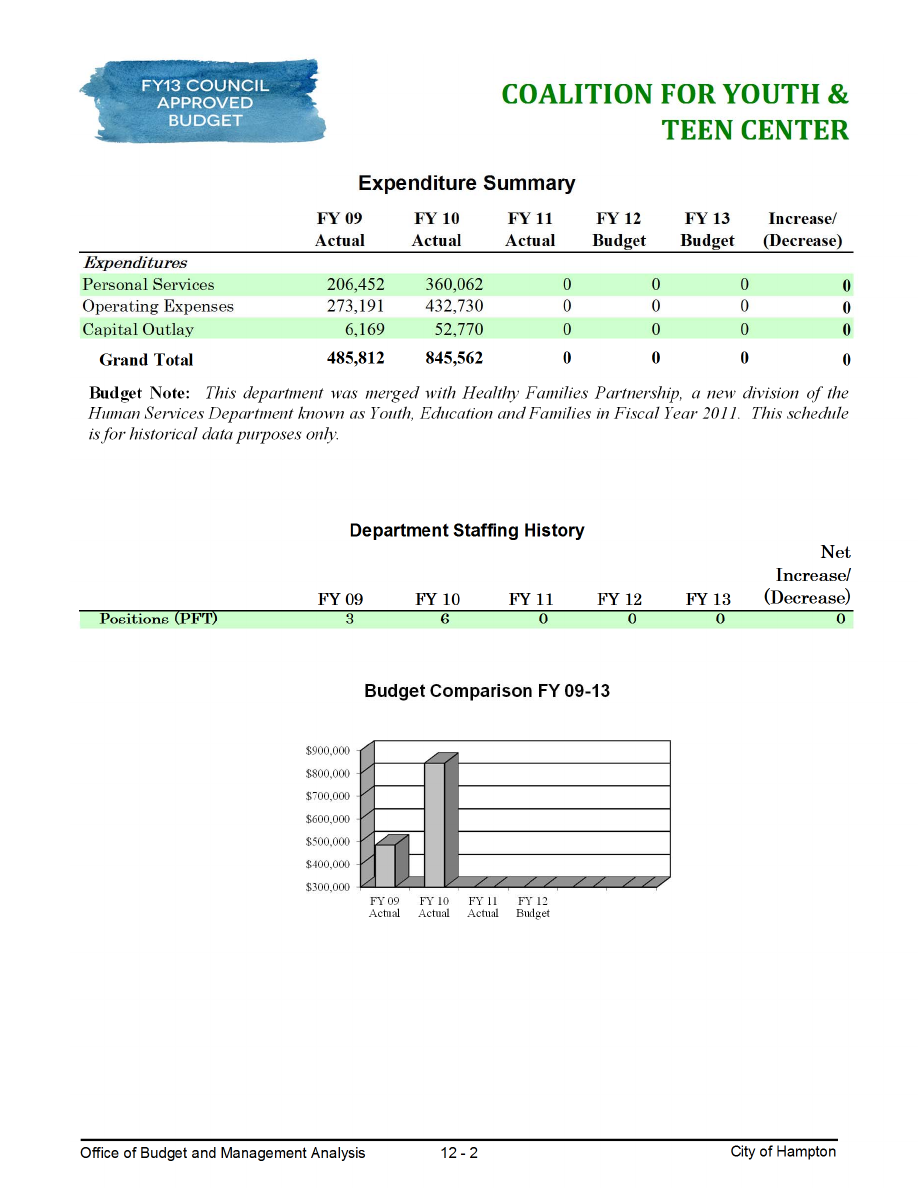 FY13 COUNCIL
APPROVED
BUDGET
COALITION FOR YOUTH &
TEEN CENTER
Expenditure Summary
FY 09 FY 10 FY 11 FY 12 FY 13 Increase/
Actual Actual Actual Budget Budget (Decrease)
Expenditures
Personal Services 206,452 360,062 0 0 0 0
Operating Expenses 273,191 432,730 0 0 0 0
Capital Outlay 6,169 52,770 0 0 0 0
Grand Total 485,812 845,562 0 0 0 0
Budget Note: This department was merged with Healthy Families Partnership, a new division of the
Human Services Department known as Youth, Education and Families in Fiscal Year 2011. This schedule
is for historical data purposes only.
Department Staffing History
Net
Increase/
FY 09 FY 10 FY 11 FY 12 FY 13 (Decrease)
Positions (PFT) 3 6 0 0 0 0
Budget Comparison FY 09-13
$900,000
$800,000
$700,000
$600,000
$500,000
$400,000
$300,000
FY 09 FY 10 FY 11 FY 12
Actual Actual Actual Budget
Office of Budget and Management Analysis 12 - 2 City of Hampton